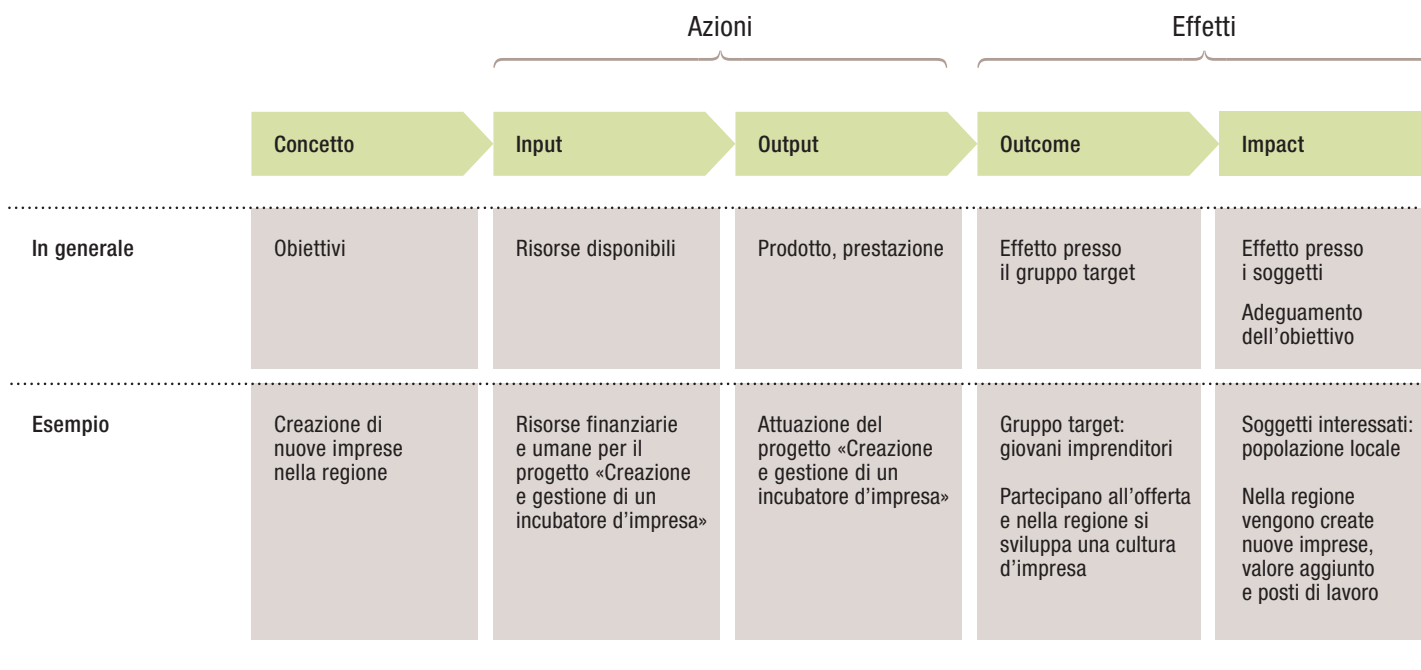 Azioni
Effetti
Concetto
Input
Output
Outcome
Impact
In generale
Obiettivi
Risorse disponibili
Prodotto, prestazione
Effetto presso
il gruppo target
Effetto presso
i soggetti
Adeguamento
dell’obiettivo
Esempio
Creazione di
nuove imprese
nella regione
Risorse finanziarie
e umane per il
progetto «Creazione
e gestione di un
incubatore d’impresa»
Attuazione del
progetto «Creazione
e gestione di un
incubatore d’impresa»
Gruppo target:
giovani imprenditori
Partecipano all’offerta
e nella regione si
sviluppa una cultura
d’impresa
Soggetti interessati:
popolazione locale
Nella regione
vengono create
nuove imprese,
valore aggiunto
e posti di lavoro